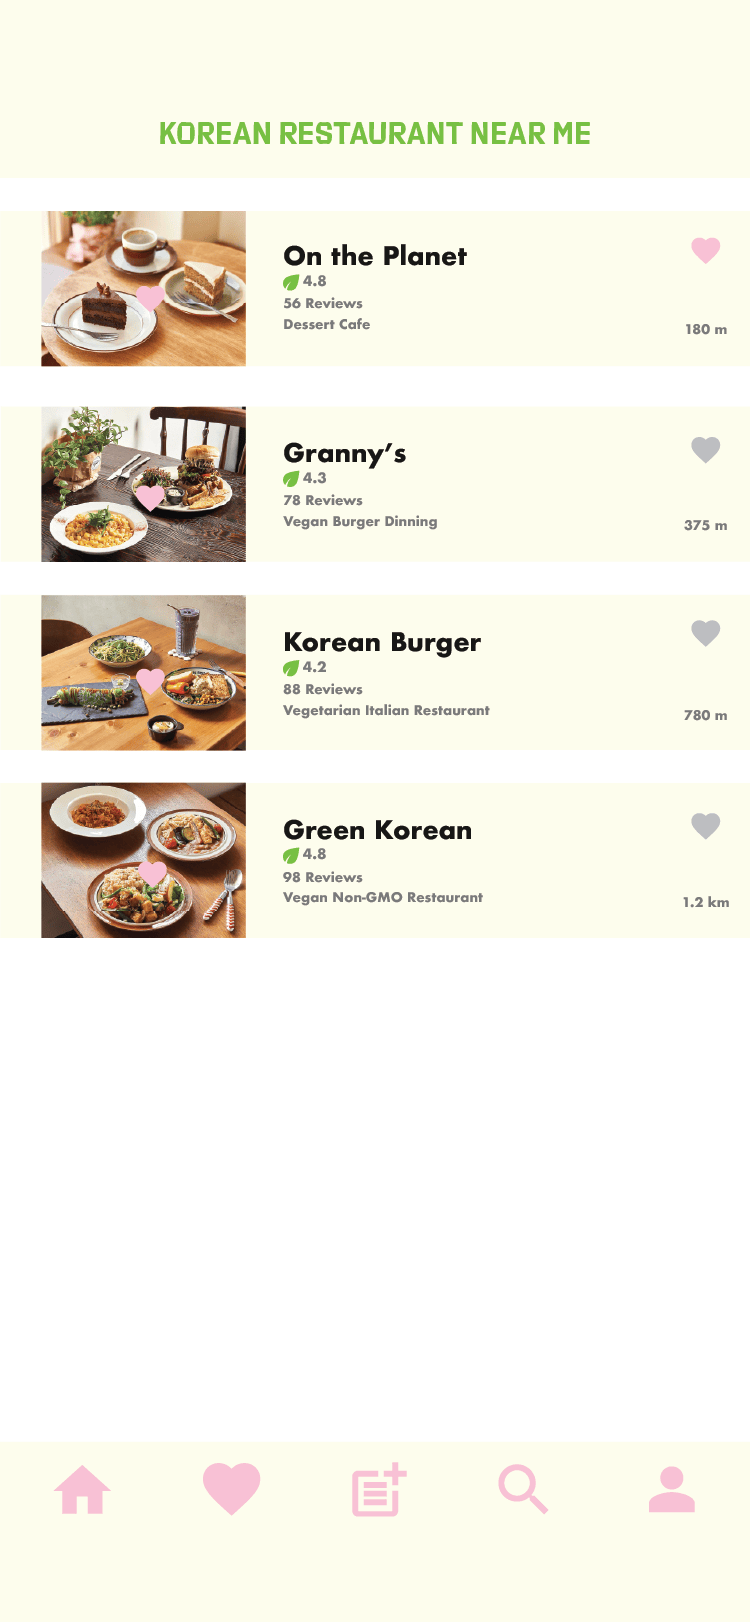 KOREAN RESTAURANT NEAR ME
On the Planet
4.8
56 Reviews
Dessert Cafe
180 m
Granny’s
4.3
78 Reviews
Vegan Burger Dinning
375 m
Korean Burger
4.2
88 Reviews
Vegetarian Italian Restaurant
780 m
Green Korean
4.8
98 Reviews
Vegan Non-GMO Restaurant
1.2 km